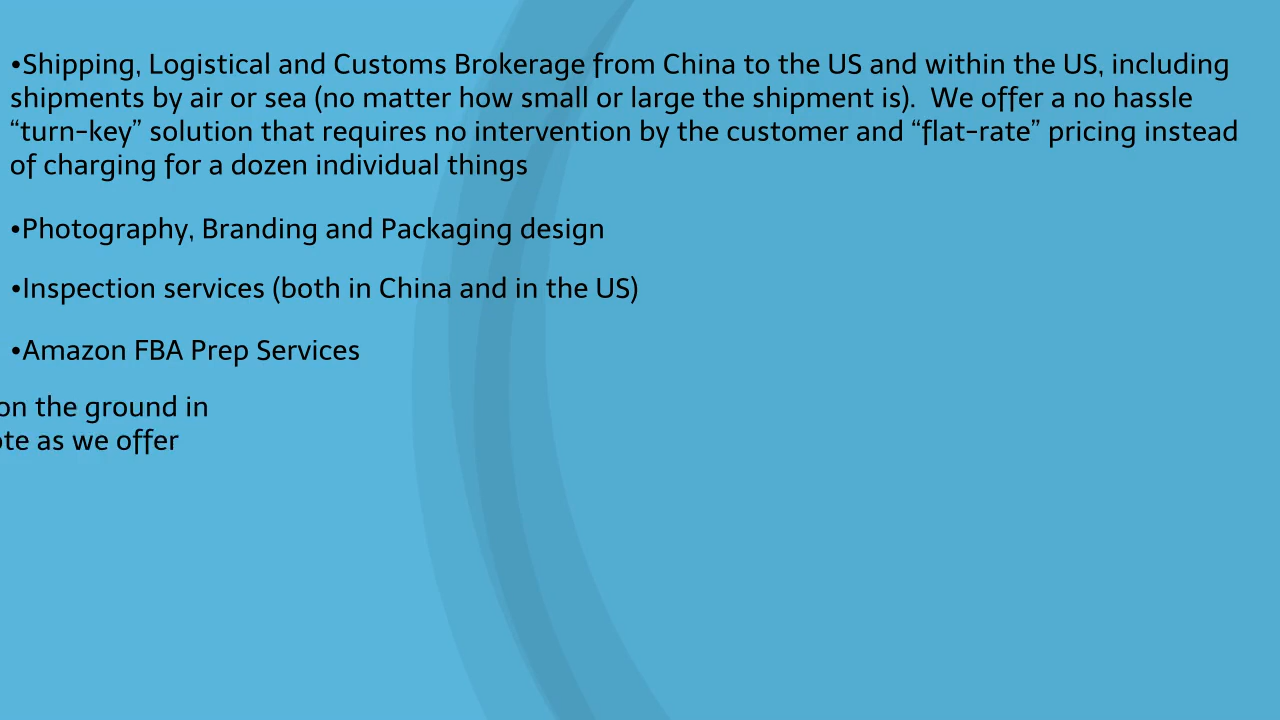 •Shipping, Logistical and Customs Brokerage from China to the US and within the US, including
shipments by air or sea (no matter how small or large the shipment is).  We offer a no hassle
“turn-key” solution that requires no intervention by the customer and “flat-rate” pricing instead
of charging for a dozen individual things
•Photography, Branding and Packaging design
•Inspection services (both in China and in the US)
•Amazon FBA Prep Services
on the ground in
as we offer